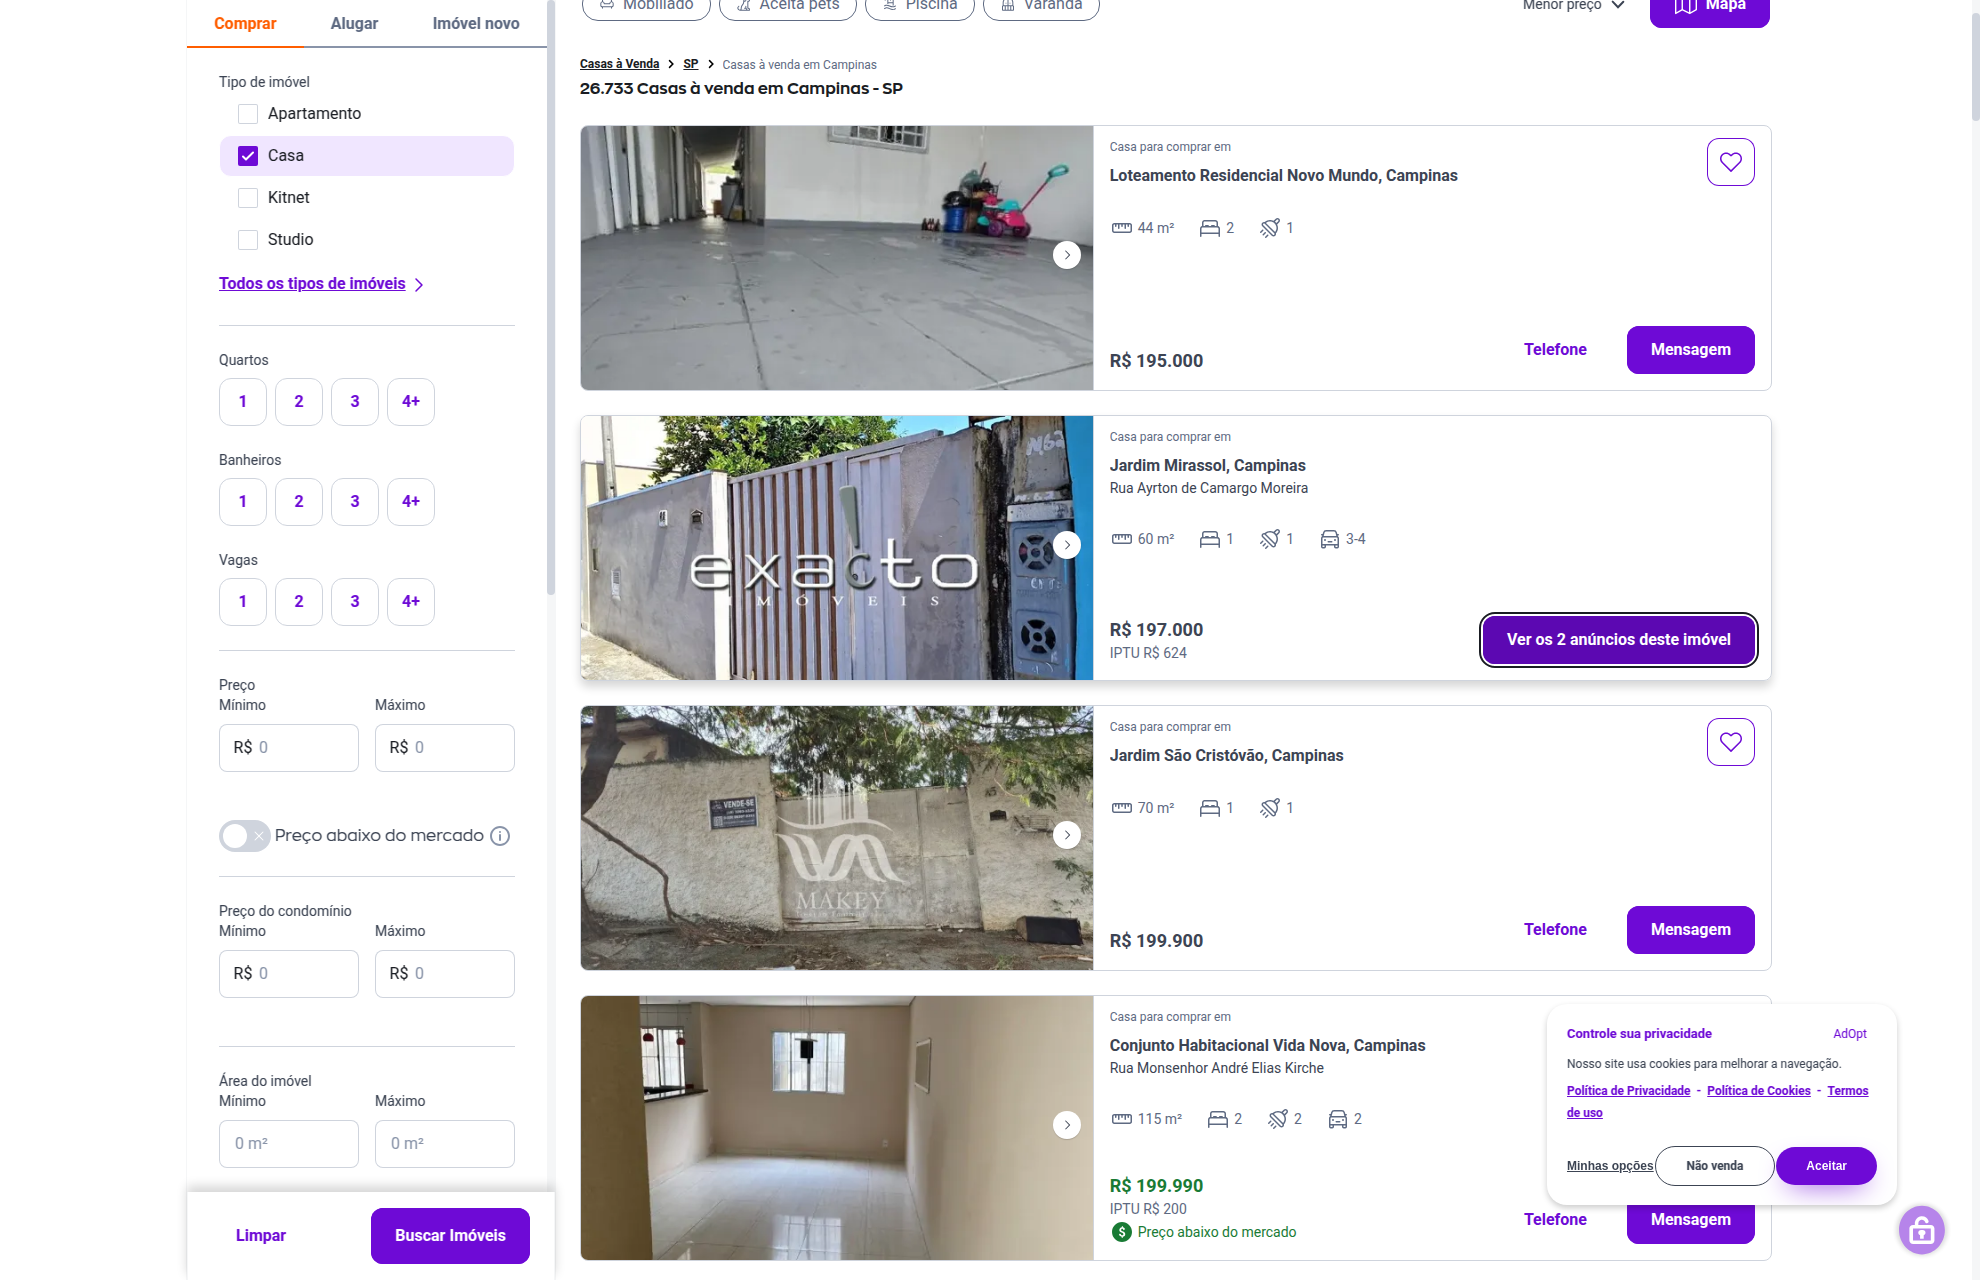 Comprar
Alugar
Imóvel novo
Tipo de imóvel
Apartamento
Casa
Kitnet
Studio
Todos os tipos de imóveis
Quartos
1 2 3 4+
Banheiros
1 2 3 4+
Vagas
1 2 3 4+
Preço
Mínimo Máximo
R$ 0 R$ 0
Preço abaixo do mercado
Preço do condomínio
Mínimo Máximo
R$ 0 R$ 0
Área do imóvel
Mínimo Máximo
0 m² 0 m²
Limpar
Buscar Imóveis
Mobiliado
Aceita pets
Piscina
Varanda
Menor preço
Mapa
Casas à Venda > SP > Casas à venda em Campinas
26.733 Casas à venda em Campinas - SP
Casa para comprar em
Loteamento Residencial Novo Mundo, Campinas
44 m² 2 1
R$ 195.000
Telefone
Mensagem
exacto
IMÓVEIS
Casa para comprar em
Jardim Mirassol, Campinas
Rua Ayrton de Camargo Moreira
60 m² 1 1 3-4
R$ 197.000
IPTU R$ 624
Ver os 2 anúncios deste imóvel
VENDE-SE
MAKEY
Casa para comprar em
Jardim São Cristóvão, Campinas
70 m² 1 1
R$ 199.900
Telefone
Mensagem
Casa para comprar em
Conjunto Habitacional Vida Nova, Campinas
Rua Monsenhor André Elias Kirche
115 m² 2 2 2
R$ 199.990
IPTU R$ 200
Preço abaixo do mercado
Telefone
Mensagem
Controle sua privacidade
AdOpt
Nosso site usa cookies para melhorar a navegação.
Política de Privacidade - Política de Cookies - Termos
de uso
Minhas opções
Não venda
Aceitar